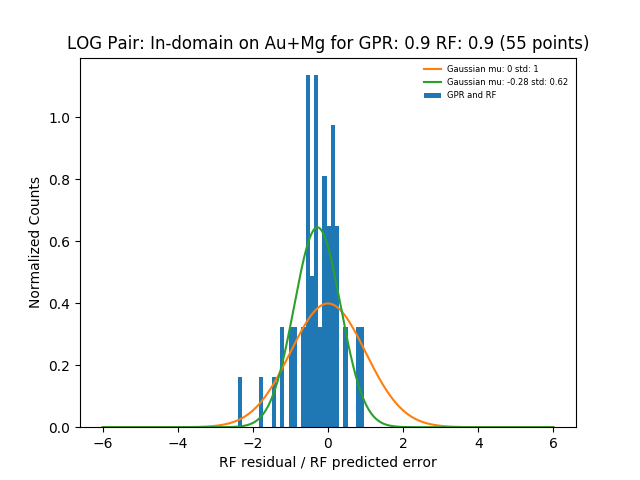 LOG Pair: In-domain on Au+Mg for GPR: 0.9 RF: 0.9 (55 points)
Gaussian mu: 0 std: 1
Gaussian mu: -0.28 std: 0.62
GPR and RF
Normalized Counts
1.0
0.8
0.6
0.4
0.2
0.0
−6 −4 −2 0 2 4 6
RF residual / RF predicted error